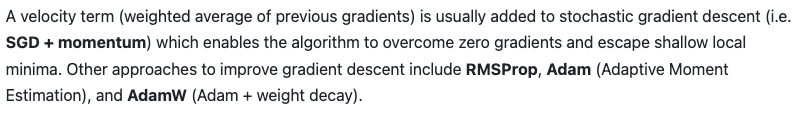 A velocity term (weighted average of previous gradients) is usually added to stochastic gradient descent (i.e.
SGD + momentum) which enables the algorithm to overcome zero gradients and escape shallow local
minima. Other approaches to improve gradient descent include RMSProp, Adam (Adaptive Moment
Estimation), and AdamW (Adam + weight decay).